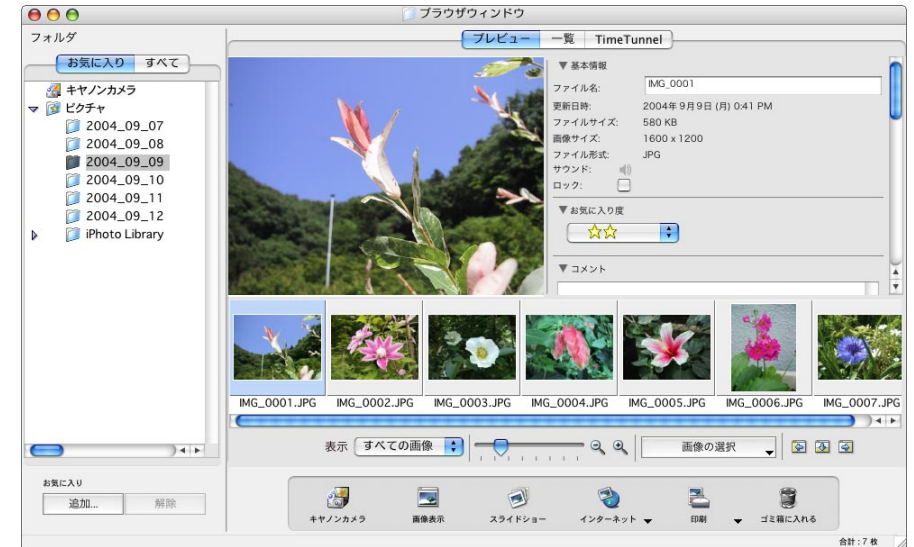 ブラウザウィンドウ
フォルダ
お気に入り すべて
キヤノンカメラ
ピクチャ
2004_09_07
2004_09_08
2004_09_09
2004_09_10
2004_09_11
2004_09_12
iPhoto Library
プレビュー 一覧 TimeTunnel
基本情報
ファイル名: IMG_0001
更新日時: 2004年 9月9日 (月) 0:41 PM
ファイルサイズ: 580 KB
画像サイズ: 1600 x 1200
ファイル形式: JPG
サウンド:
ロック:
お気に入り度
コメント
IMG_0001.JPG IMG_0002.JPG IMG_0003.JPG IMG_0004.JPG IMG_0005.JPG IMG_0006.JPG IMG_0007.JPG
表示 すべての画像 画像の選択
お気に入り
追加... 解除
キヤノンカメラ 画像表示 スライドショー インターネット 印刷 ゴミ箱に入れる
合計 : 7 枚